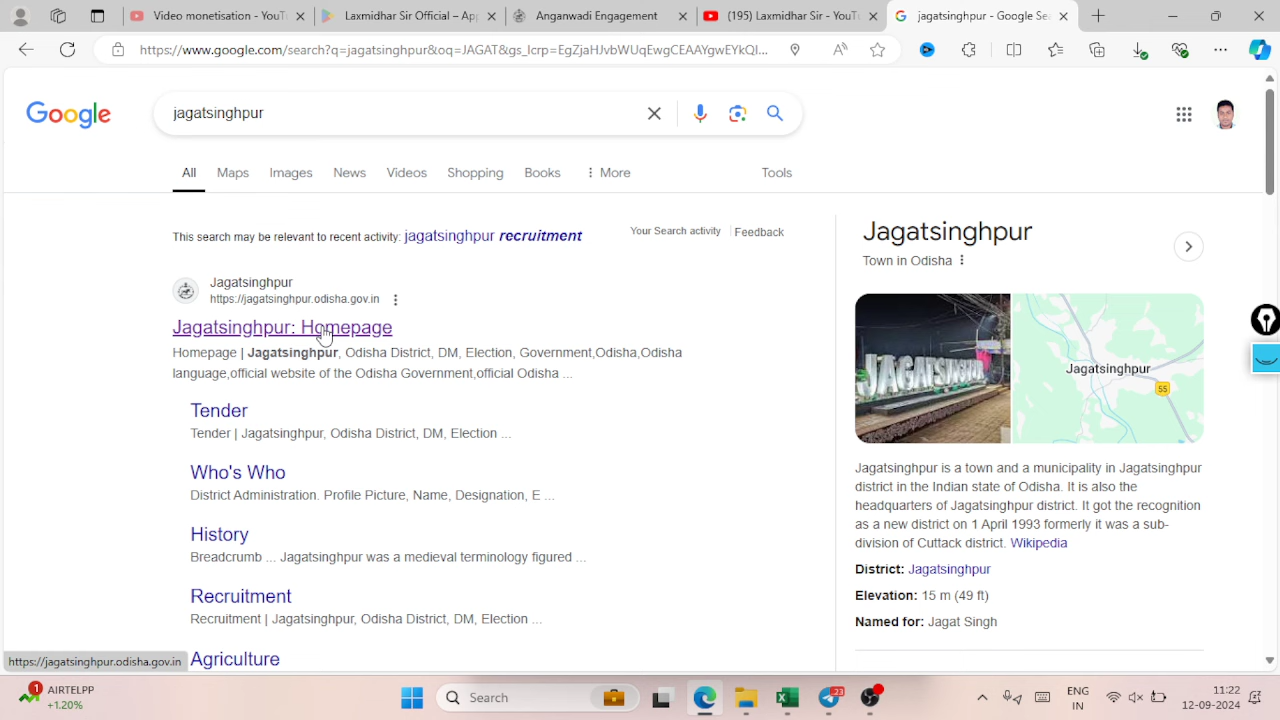 Video monetisation - YouT
Laxmidhar Sir Official – App
Anganwadi Engagement
(195) Laxmidhar Sir - YouT
jagatsinghpur - Google Sea
https://www.google.com/search?q=jagatsinghpur&oq=JAGAT&gs_lcrp=EgZjaHJvbWUqEwgCEAAYgwEYkQI...
Google
jagatsinghpur
All Maps Images News Videos Shopping Books More Tools
This search may be relevant to recent activity: jagatsinghpur recruitment
Your Search activity Feedback
Jagatsinghpur
https://jagatsinghpur.odisha.gov.in
Jagatsinghpur: Homepage
Homepage | Jagatsinghpur, Odisha District, DM, Election, Government,Odisha,Odisha
language,official website of the Odisha Government,official Odisha ...
Tender
Tender | Jagatsinghpur, Odisha District, DM, Election ...
Who's Who
District Administration. Profile Picture, Name, Designation, E ...
History
Breadcrumb ... Jagatsinghpur was a medieval terminology figured ...
Recruitment
Recruitment | Jagatsinghpur, Odisha District, DM, Election ...
Agriculture
https://jagatsinghpur.odisha.gov.in
Jagatsinghpur
Town in Odisha
JAGATSINGHPUR
Jagatsinghpur
55
Jagatsinghpur is a town and a municipality in Jagatsinghpur
district in the Indian state of Odisha. It is also the
headquarters of Jagatsinghpur district. It got the recognition
as a new district on 1 April 1993 formerly it was a sub-
division of Cuttack district. Wikipedia
District: Jagatsinghpur
Elevation: 15 m (49 ft)
Named for: Jagat Singh
1
AIRTELPP
+1.20%
Search
23
ENG
IN
11:22
12-09-2024